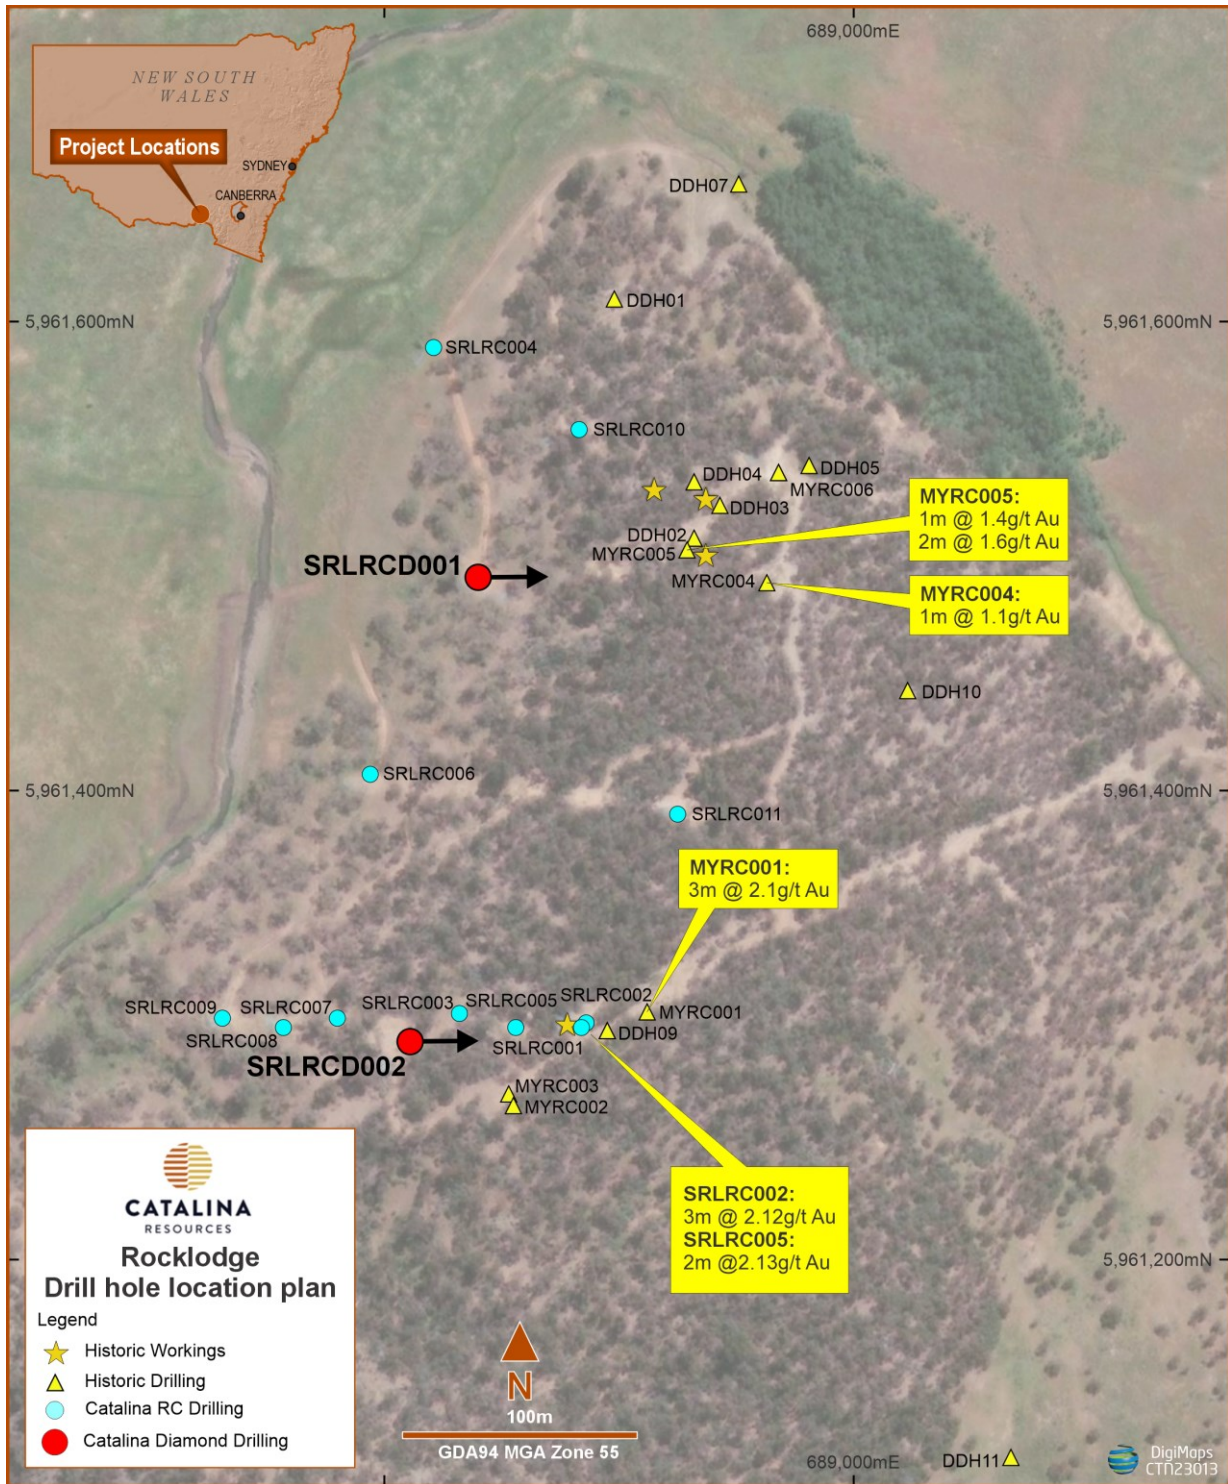 689,000mE
NEW SOUTH
WALES
Project Locations
SYDNEY
CANBERRA
DDH07
DDH01
5,961,600mN
5,961,600mN
SRLRC004
SRLRC010
DDH04
DDH05
MYRC006
DDH03
MYRC005:
1m @ 1.4g/t Au
2m @ 1.6g/t Au
DDH02
MYRC005
SRLRCD001
MYRC004
MYRC004:
1m @ 1.1g/t Au
DDH10
SRLRC006
5,961,400mN
5,961,400mN
SRLRC011
MYRC001:
3m @ 2.1g/t Au
SRLRC009
SRLRC007
SRLRC003
SRLRC005
SRLRC002
MYRC001
SRLRC008
SRLRC001
DDH09
SRLRCD002
MYRC003
MYRC002
SRLRC002:
3m @ 2.12g/t Au
SRLRC005:
2m @2.13g/t Au
5,961,200mN
CATALINA
RESOURCES
Rocklodge
Drill hole location plan
Legend
Historic Workings
Historic Drilling
Catalina RC Drilling
Catalina Diamond Drilling
N
100m
GDA94 MGA Zone 55
689,000mE
DDH11
DigiMaps
CTN23013